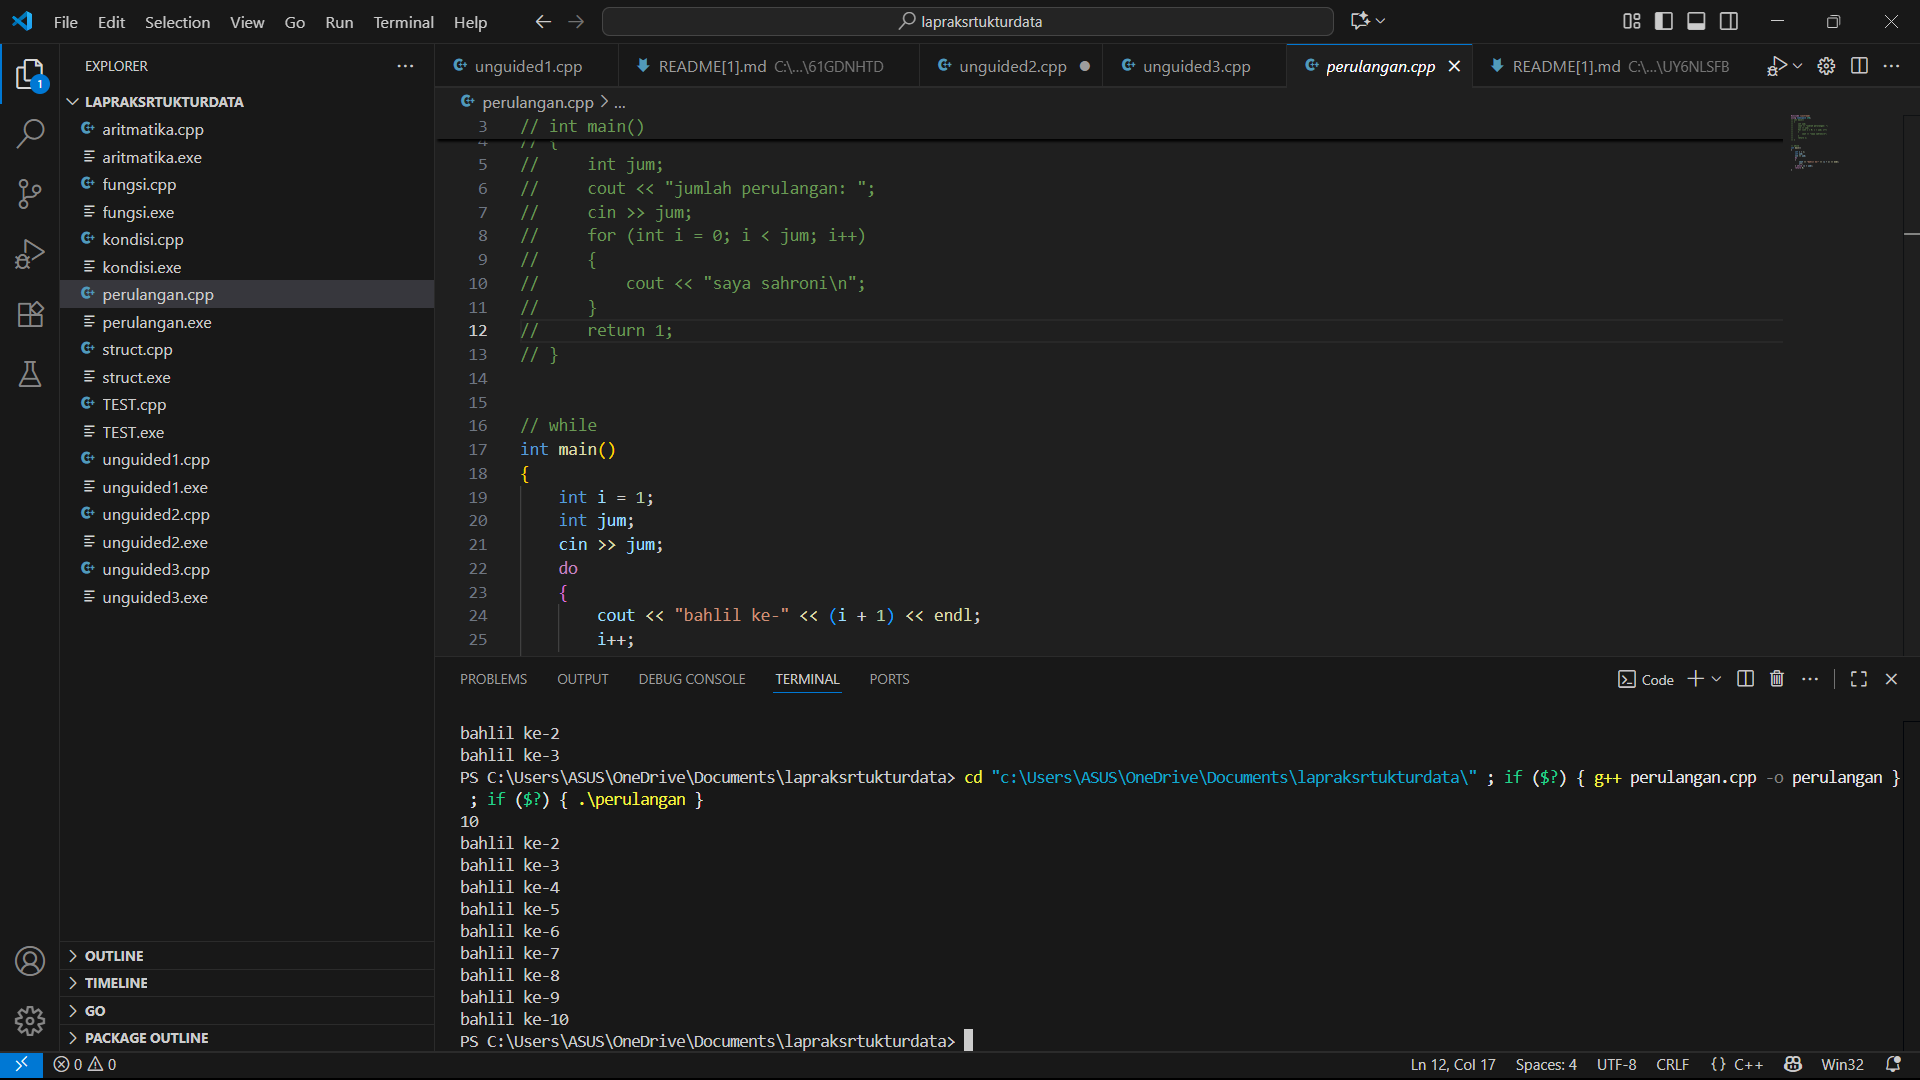 File Edit Selection View Go Run Terminal Help
lapraksrtukturdata
EXPLORER
unguided1.cpp
README[1].md C:\...\61GDNHTD
unguided2.cpp
unguided3.cpp
perulangan.cpp
README[1].md C:\...\UY6NLSFB
1
LAPRAKSRTUKTURDATA
aritmatika.cpp
aritmatika.exe
fungsi.cpp
fungsi.exe
kondisi.cpp
kondisi.exe
perulangan.cpp
perulangan.exe
struct.cpp
struct.exe
TEST.cpp
TEST.exe
unguided1.cpp
unguided1.exe
unguided2.cpp
unguided2.exe
unguided3.cpp
unguided3.exe
OUTLINE
TIMELINE
GO
PACKAGE OUTLINE
perulangan.cpp > ...
3 // int main()
4 // {
5 // int jum;
6 // cout << "jumlah perulangan: ";
7 // cin >> jum;
8 // for (int i = 0; i < jum; i++)
9 // {
10 // cout << "saya sahroni\n";
11 // }
12 // return 1;
13 // }
14
15
16 // while
17 int main()
18 {
19 int i = 1;
20 int jum;
21 cin >> jum;
22 do
23 {
24 cout << "bahlil ke-" << (i + 1) << endl;
25 i++;
PROBLEMS OUTPUT DEBUG CONSOLE TERMINAL PORTS
Code
bahlil ke-2
bahlil ke-3
PS C:\Users\ASUS\OneDrive\Documents\lapraksrtukturdata> cd "c:\Users\ASUS\OneDrive\Documents\lapraksrtukturdata\" ; if ($?) { g++ perulangan.cpp -o perulangan }
; if ($?) { .\perulangan }
10
bahlil ke-2
bahlil ke-3
bahlil ke-4
bahlil ke-5
bahlil ke-6
bahlil ke-7
bahlil ke-8
bahlil ke-9
bahlil ke-10
PS C:\Users\ASUS\OneDrive\Documents\lapraksrtukturdata>
0 0
Ln 12, Col 17 Spaces: 4 UTF-8 CRLF {} C++ Win32